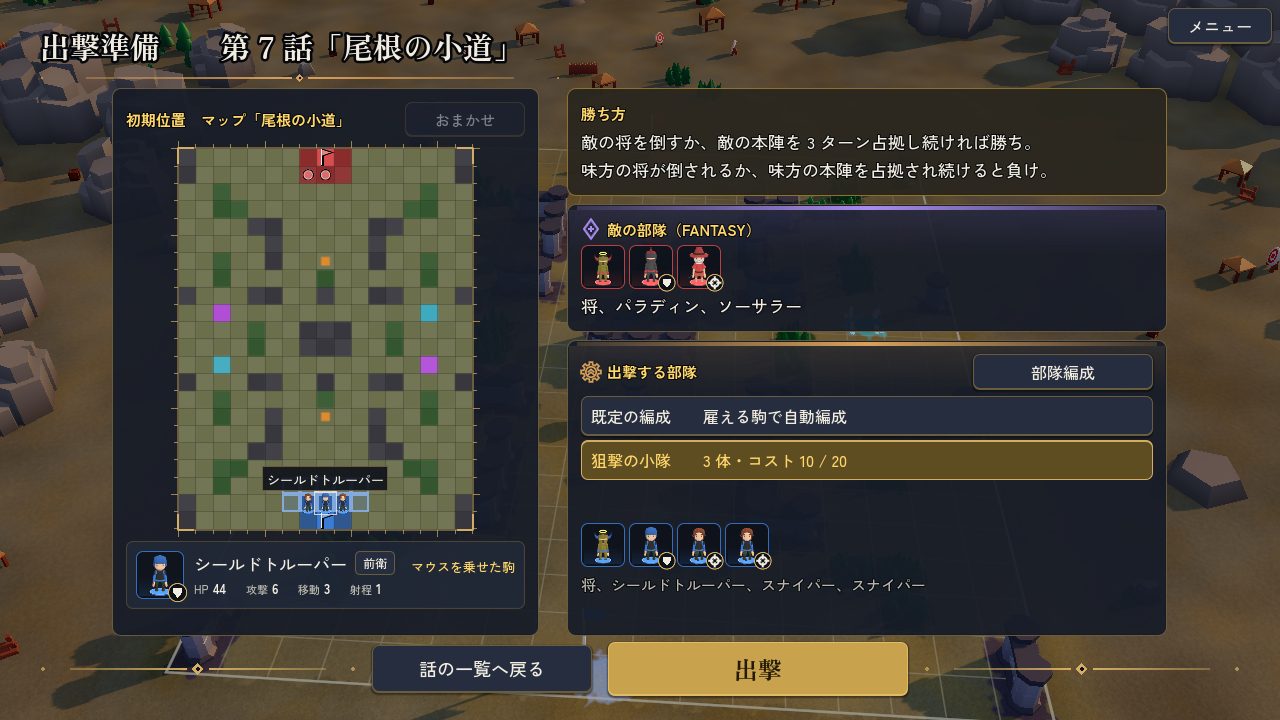 出撃準備　　第７話「尾根の小道」
メニュー
初期位置　マップ「尾根の小道」
おまかせ
シールドトルーパー
シールドトルーパー 前衛
マウスを乗せた駒
HP 44 攻撃 6 移動 3 射程 1
勝ち方
敵の将を倒すか、敵の本陣を 3 ターン占拠し続ければ勝ち。
味方の将が倒されるか、味方の本陣を占拠され続けると負け。
敵の部隊（FANTASY）
将、パラディン、ソーサラー
出撃する部隊
部隊編成
既定の編成　　雇える駒で自動編成
狙撃の小隊　　3 体・コスト 10 / 20
将、シールドトルーパー、スナイパー、スナイパー
話の一覧へ戻る
出撃